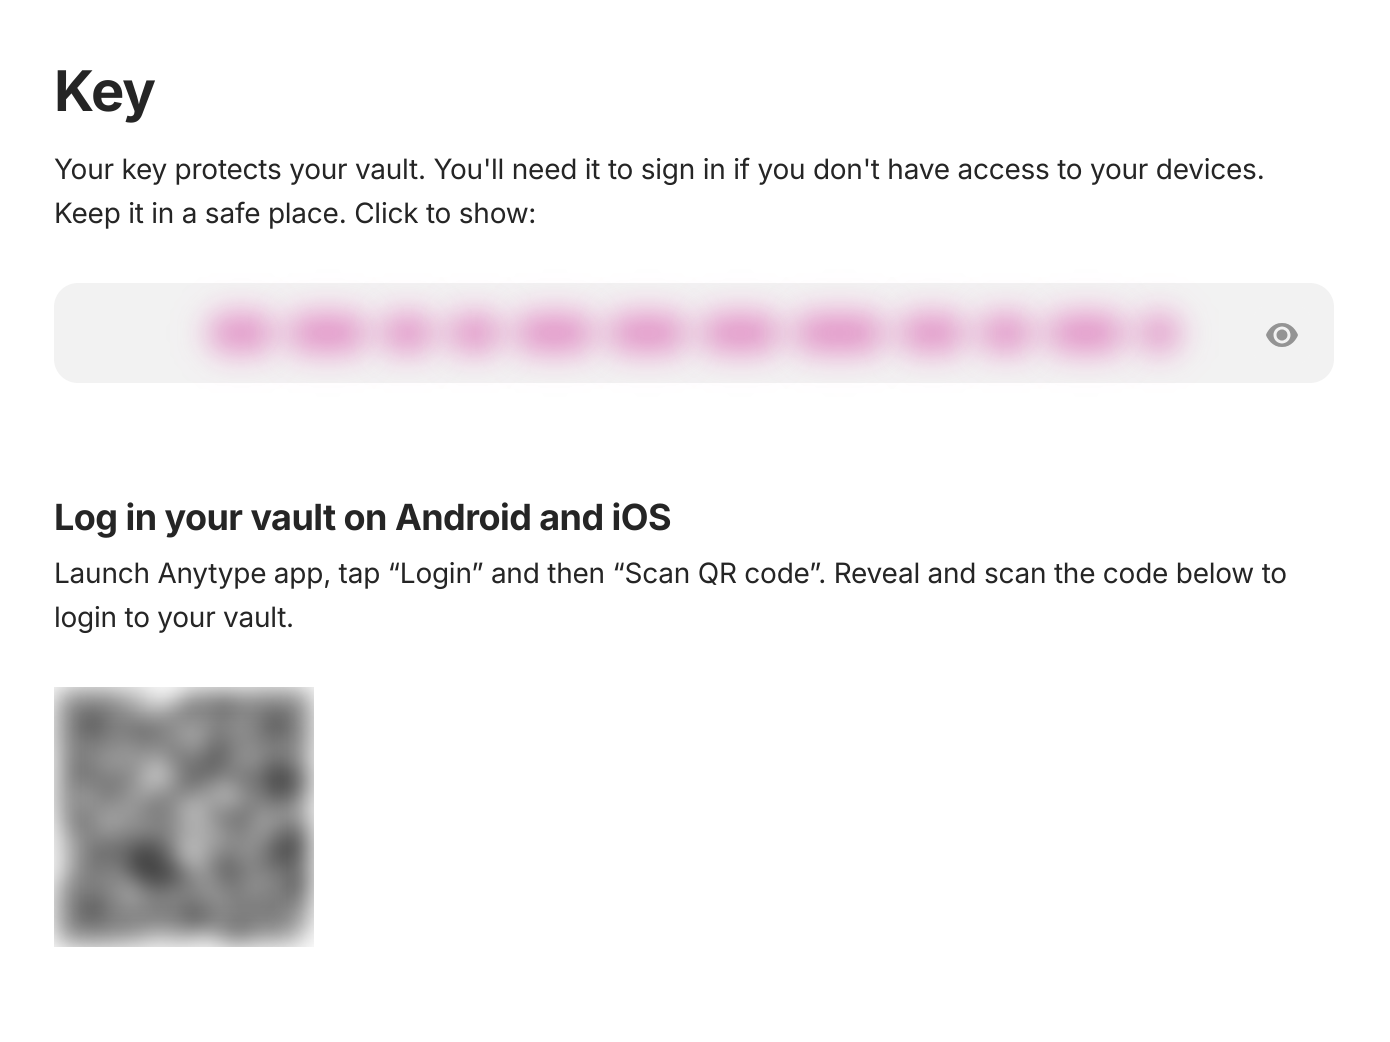 Key
Your key protects your vault. You'll need it to sign in if you don't have access to your devices.
Keep it in a safe place. Click to show:
Log in your vault on Android and iOS
Launch Anytype app, tap “Login” and then “Scan QR code”. Reveal and scan the code below to
login to your vault.